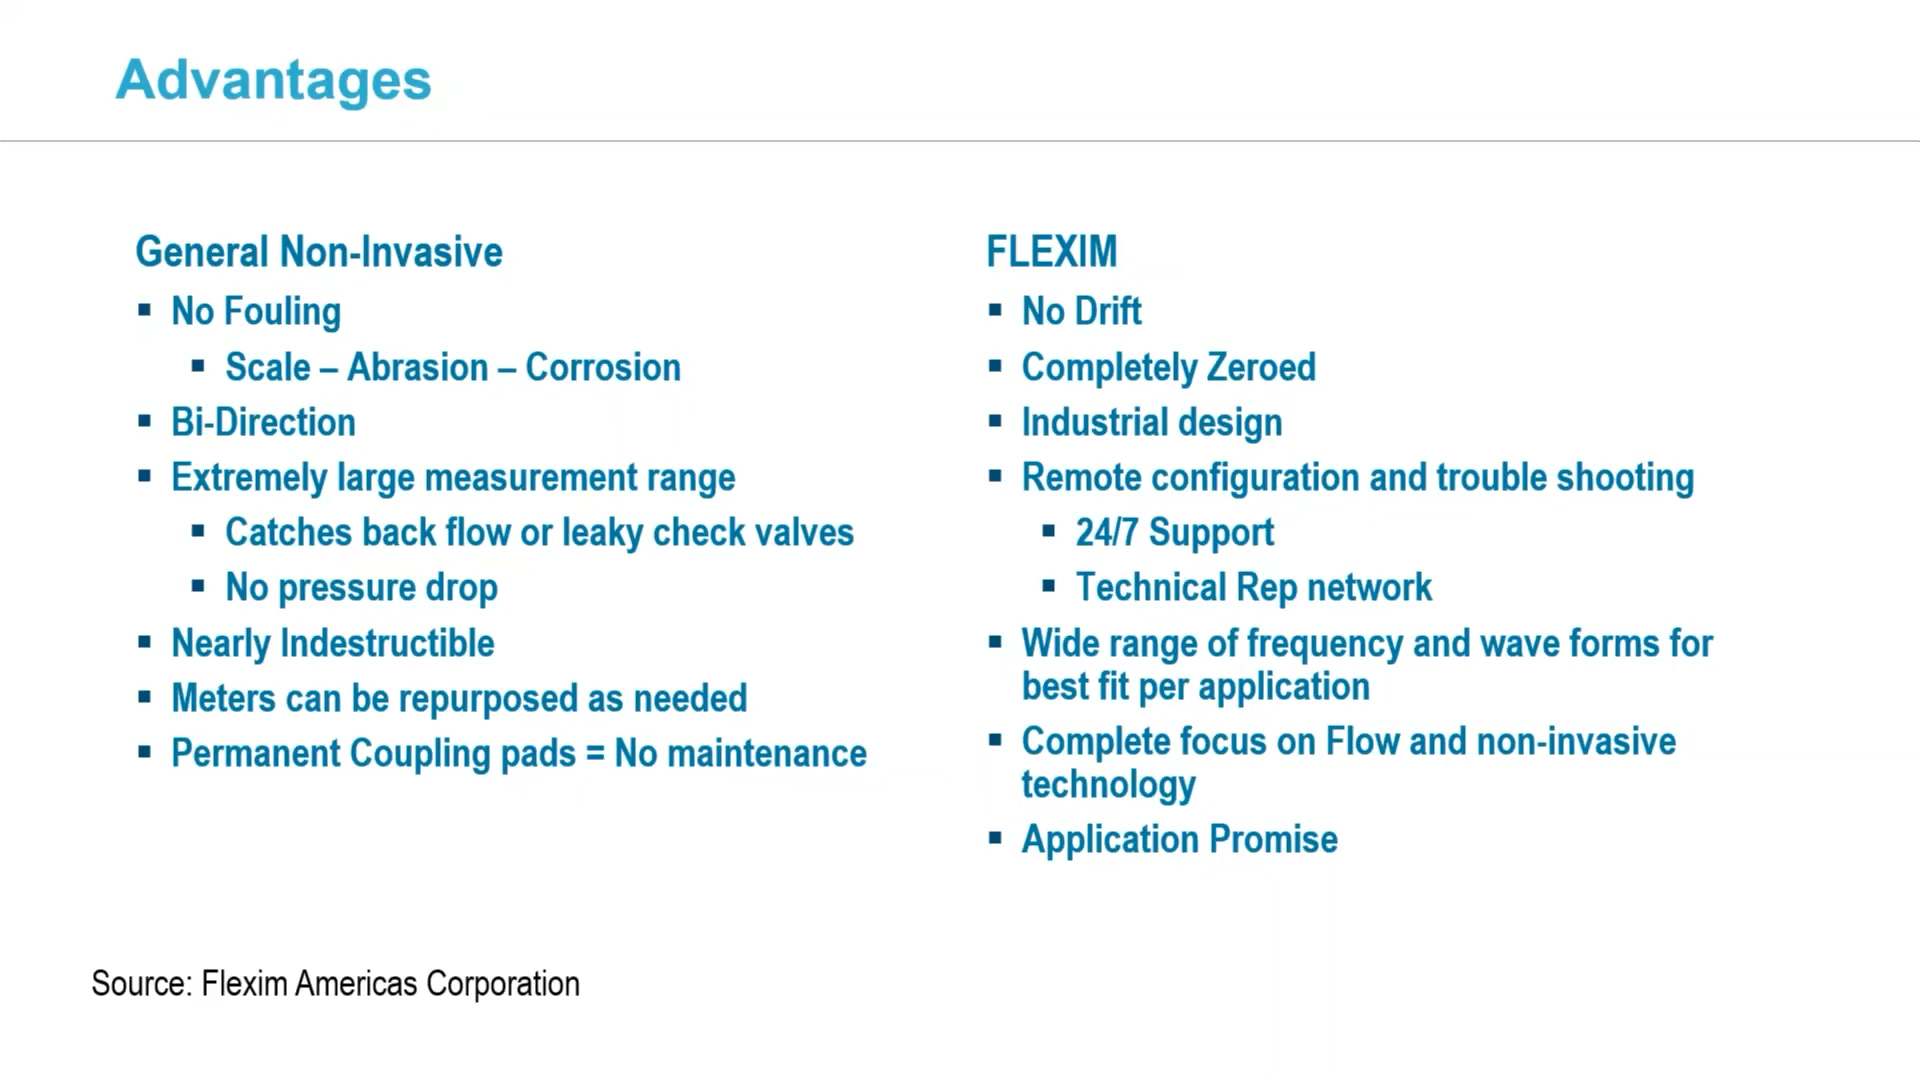 Advantages
General Non-Invasive
▪ No Fouling
▪ Scale – Abrasion – Corrosion
▪ Bi-Direction
▪ Extremely large measurement range
▪ Catches back flow or leaky check valves
▪ No pressure drop
▪ Nearly Indestructible
▪ Meters can be repurposed as needed
▪ Permanent Coupling pads = No maintenance
FLEXIM
▪ No Drift
▪ Completely Zeroed
▪ Industrial design
▪ Remote configuration and trouble shooting
▪ 24/7 Support
▪ Technical Rep network
▪ Wide range of frequency and wave forms for
best fit per application
▪ Complete focus on Flow and non-invasive
technology
▪ Application Promise
Source: Flexim Americas Corporation